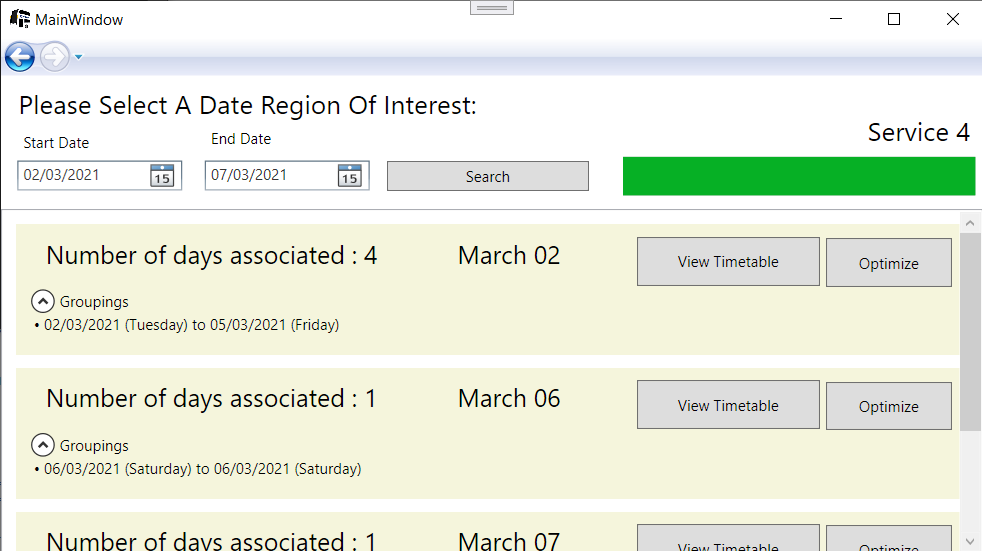 MainWindow
Please Select A Date Region Of Interest:
Service 4
Start Date
End Date
02/03/2021
15
07/03/2021
15
Search
Number of days associated : 4
March 02
View Timetable
Optimize
Groupings
• 02/03/2021 (Tuesday) to 05/03/2021 (Friday)
Number of days associated : 1
March 06
View Timetable
Optimize
Groupings
• 06/03/2021 (Saturday) to 06/03/2021 (Saturday)
Number of days associated : 1
March 07
View Timetable
Optimize